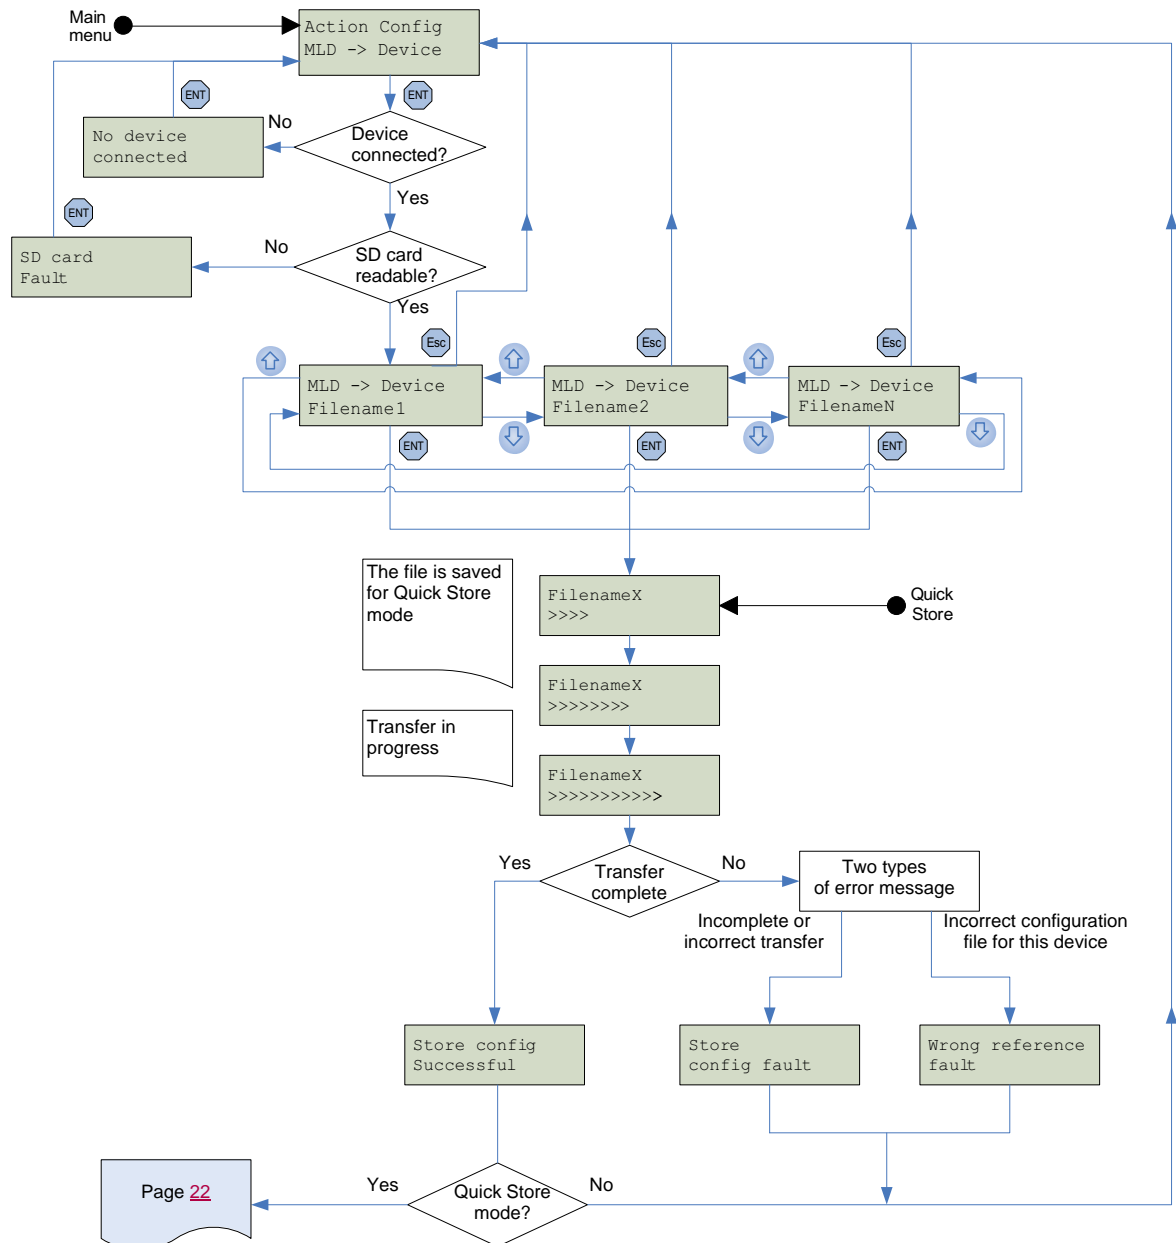 Main
menu
Action Config
MLD -> Device
ENT
ENT
No device
connected
No
Device
connected?
Yes
ENT
SD card
Fault
No
SD card
readable?
Yes
Esc
Esc
Esc
MLD -> Device
Filename1
MLD -> Device
Filename2
MLD -> Device
FilenameN
ENT
ENT
ENT
The file is saved
for Quick Store
mode
FilenameX
>>>>
Quick
Store
FilenameX
>>>>>>>>
Transfer in
progress
FilenameX
>>>>>>>>>>>
Yes
Transfer
complete
No
Two types
of error message
Incomplete or
incorrect transfer
Incorrect configuration
file for this device
Store config
Successful
Store
config fault
Wrong reference
fault
Page 22
Yes
Quick Store
mode?
No